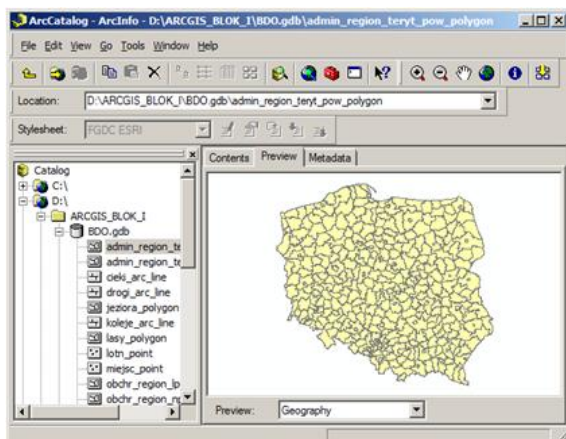 ArcCatalog - ArcInfo - D:\ARCGIS_BLOK_I\BDO.gdb\admin_region_teryt_pow_polygon
File Edit View Go Tools Window Help
Location: D:\ARCGIS_BLOK_I\BDO.gdb\admin_region_teryt_pow_polygon
Stylesheet: FGDC ESRI
Contents Preview Metadata
Catalog
C:\
D:\
ARCGIS_BLOK_I
BDO.gdb
admin_region_te
admin_region_te
cieki_arc_line
drogi_arc_line
jeziora_polygon
koleje_arc_line
lasy_polygon
lotn_point
miejsc_point
obchr_region_lp
obchr_region_np
Preview: Geography